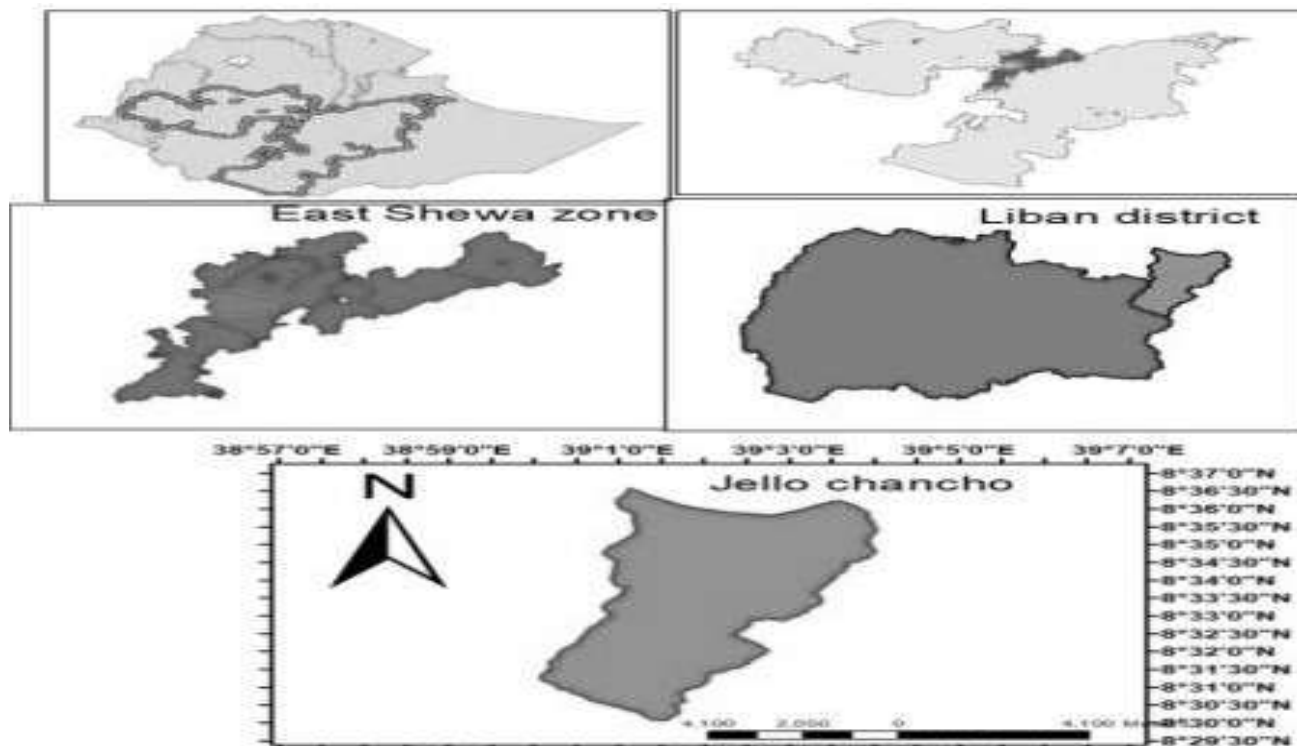 East Shewa zone
Liban district
38°57'0"E 38°59'0"E 39°1'0"E 39°3'0"E 39°5'0"E 39°7'0"E
N
Jello chancho
8°37'0"N
8°36'30"N
8°36'0"N
8°35'30"N
8°35'0"N
8°34'30"N
8°34'0"N
8°33'30"N
8°33'0"N
8°32'30"N
8°32'0"N
8°31'30"N
8°31'0"N
8°30'30"N
8°30'0"N
8°29'30"N
4,100 2,050 0 4,100